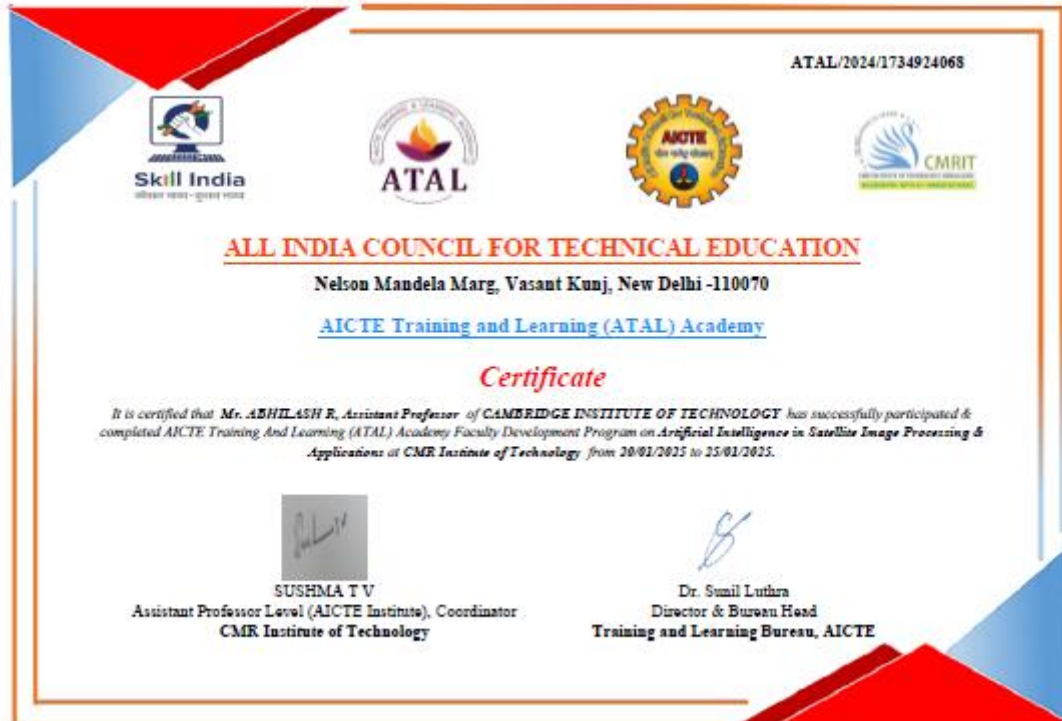 ATAL/2024/1734924068
Skill India
कौशल भारत - कुशल भारत
ATAL
AICTE
CMRIT
ALL INDIA COUNCIL FOR TECHNICAL EDUCATION
Nelson Mandela Marg, Vasant Kunj, New Delhi -110070
AICTE Training and Learning (ATAL) Academy
Certificate
It is certified that Mr. ABHILASH R, Assistant Professor of CAMBRIDGE INSTITUTE OF TECHNOLOGY has successfully participated &
completed AICTE Training And Learning (ATAL) Academy Faculty Development Program on Artificial Intelligence in Satellite Image Processing &
Applications at CMR Institute of Technology from 20/01/2025 to 25/01/2025.
SUSHMA T V
Assistant Professor Level (AICTE Institute), Coordinator
CMR Institute of Technology
Dr. Sunil Luthra
Director & Bureau Head
Training and Learning Bureau, AICTE